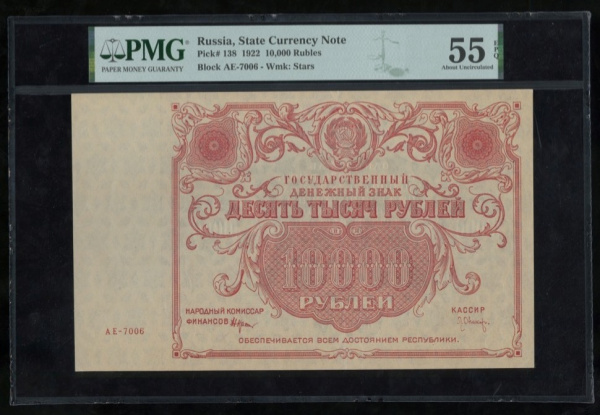 PMG
PAPER MONEY GUARANTY
Russia, State Currency Note
Pick# 138 1922 10,000 Rubles
Block AE-7006 - Wmk: Stars
55 EPQ
About Uncirculated
ГОСУДАРСТВЕННЫЙ
ДЕНЕЖНЫЙ ЗНАК
ДЕСЯТЬ ТЫСЯЧ РУБЛЕЙ
10000
РУБЛЕЙ
НАРОДНЫЙ КОМИССАР
ФИНАНСОВ
КАССИР
АЕ-7006
ОБЕСПЕЧИВАЕТСЯ ВСЕМ ДОСТОЯНИЕМ РЕСПУБЛИКИ.